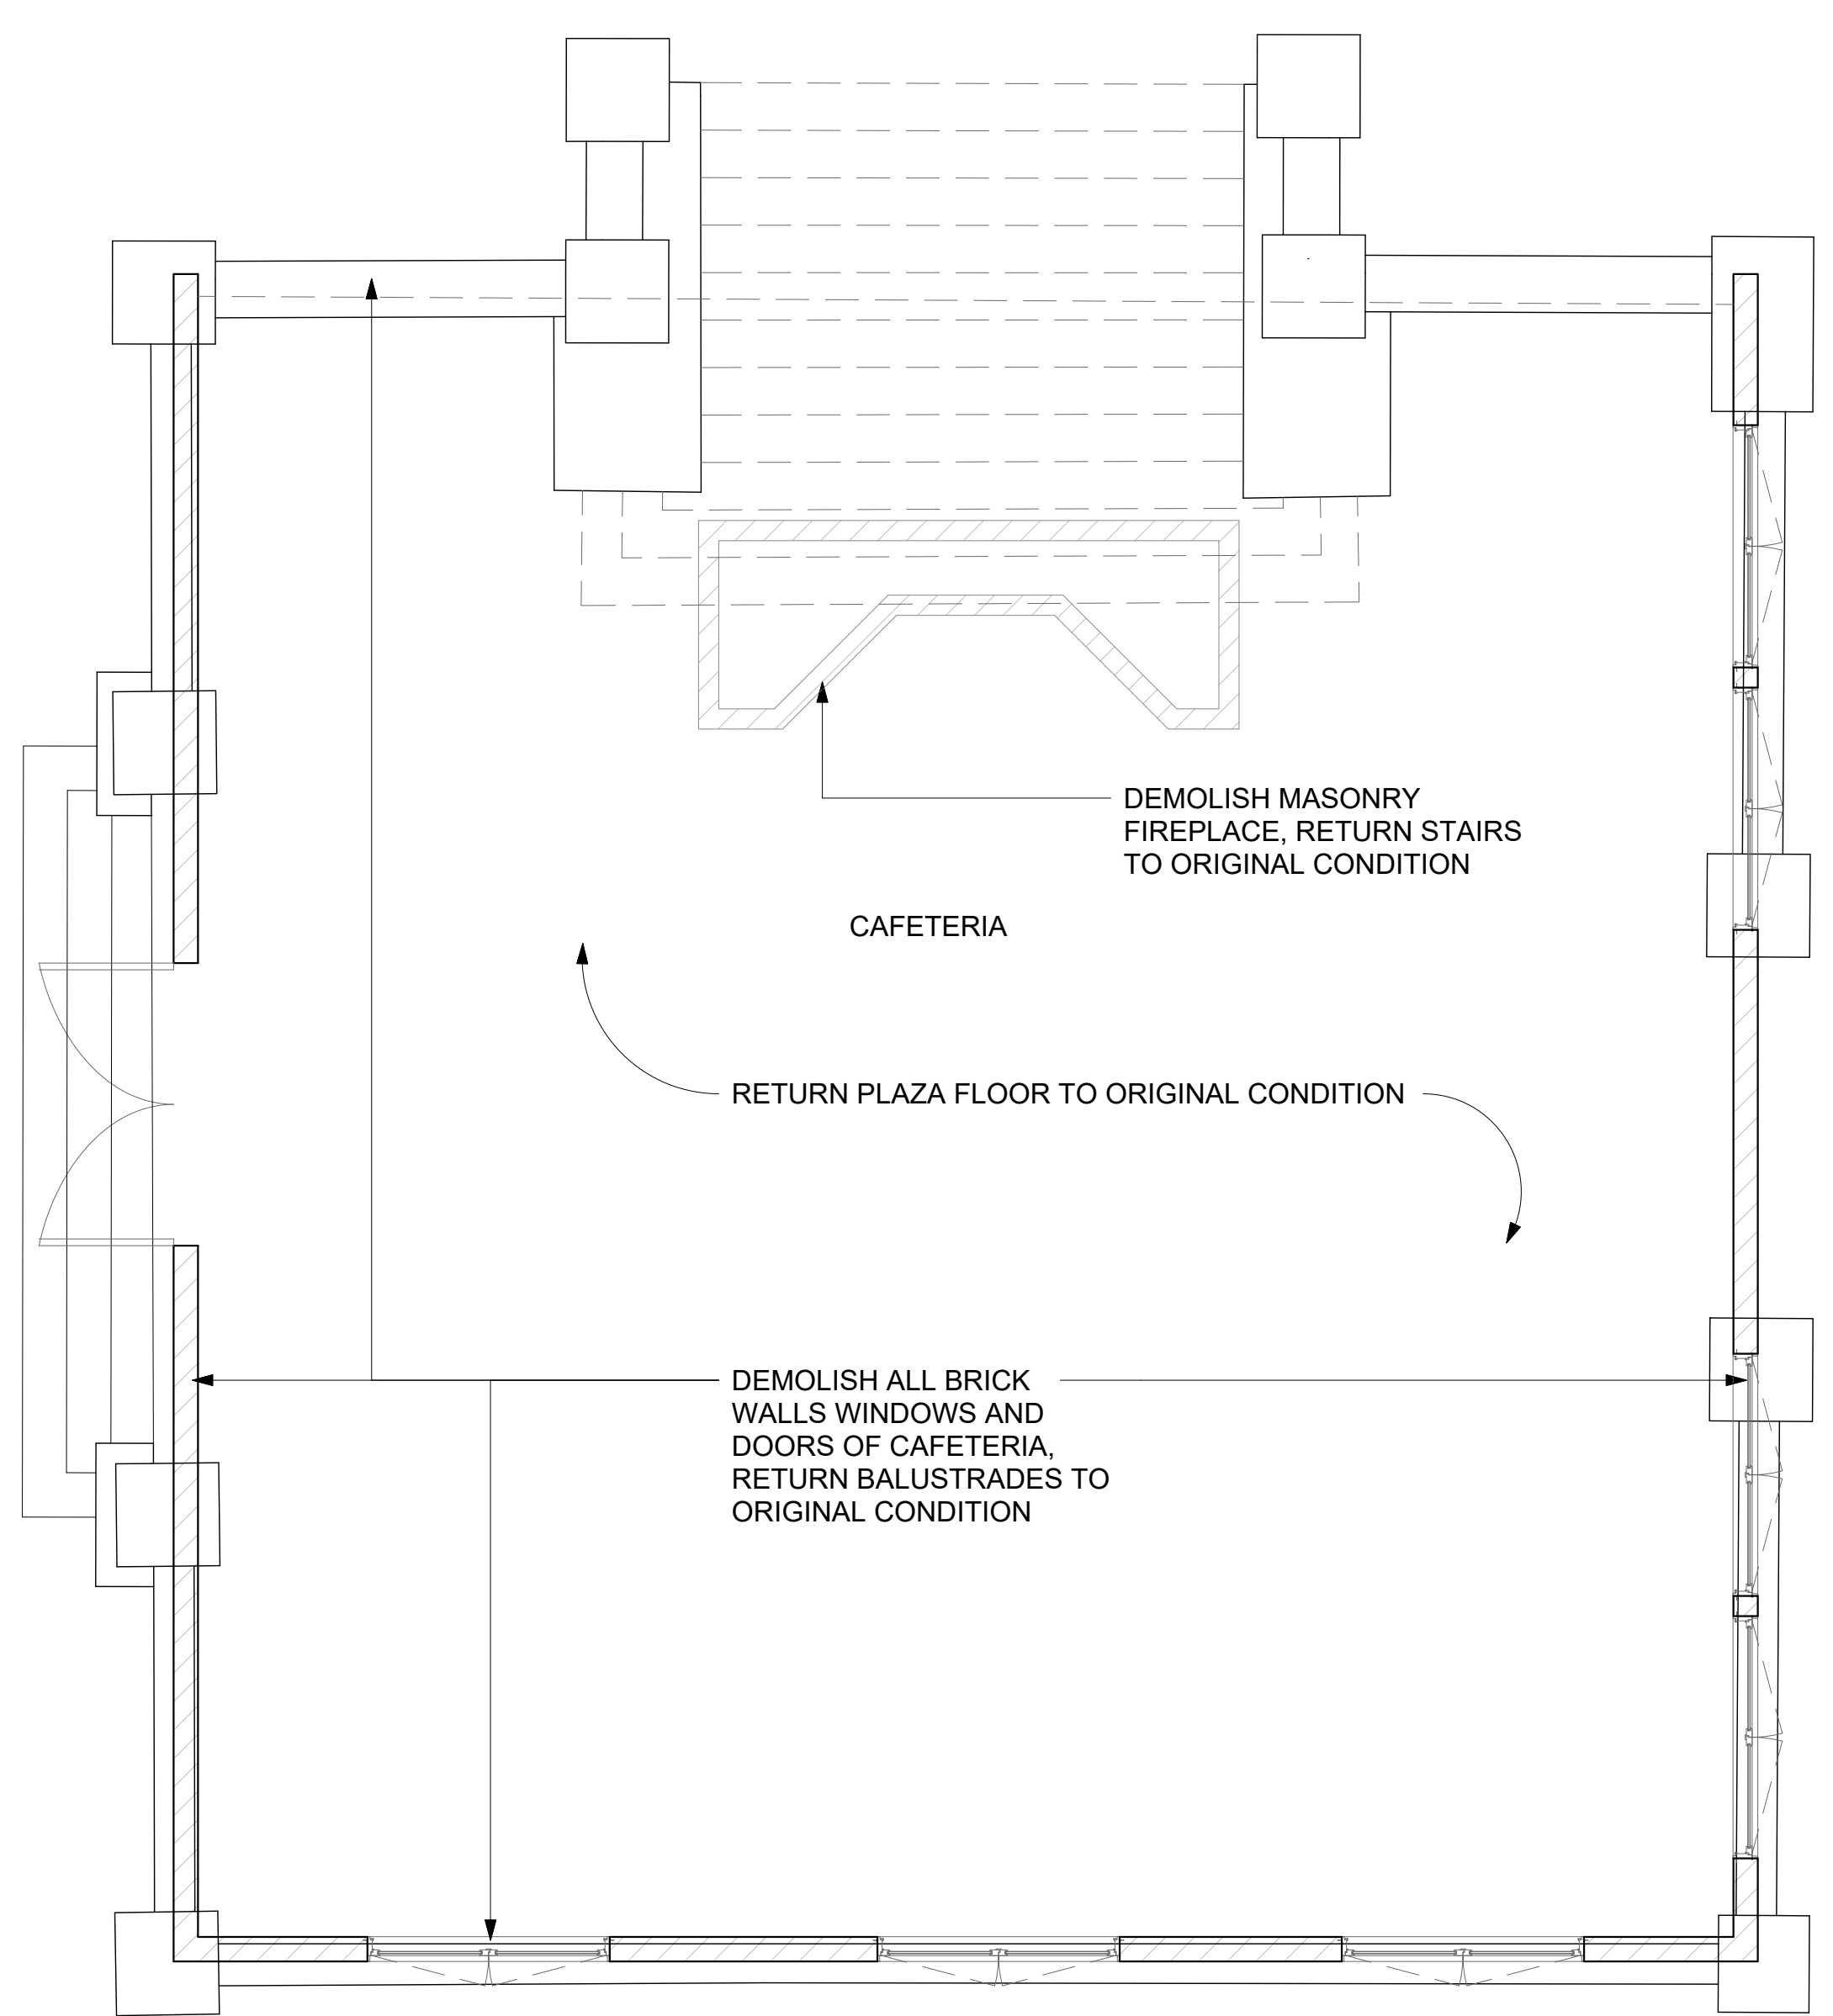 DEMOLISH MASONRY
FIREPLACE, RETURN STAIRS
TO ORIGINAL CONDITION
CAFETERIA
RETURN PLAZA FLOOR TO ORIGINAL CONDITION
DEMOLISH ALL BRICK
WALLS WINDOWS AND
DOORS OF CAFETERIA,
RETURN BALUSTRADES TO
ORIGINAL CONDITION